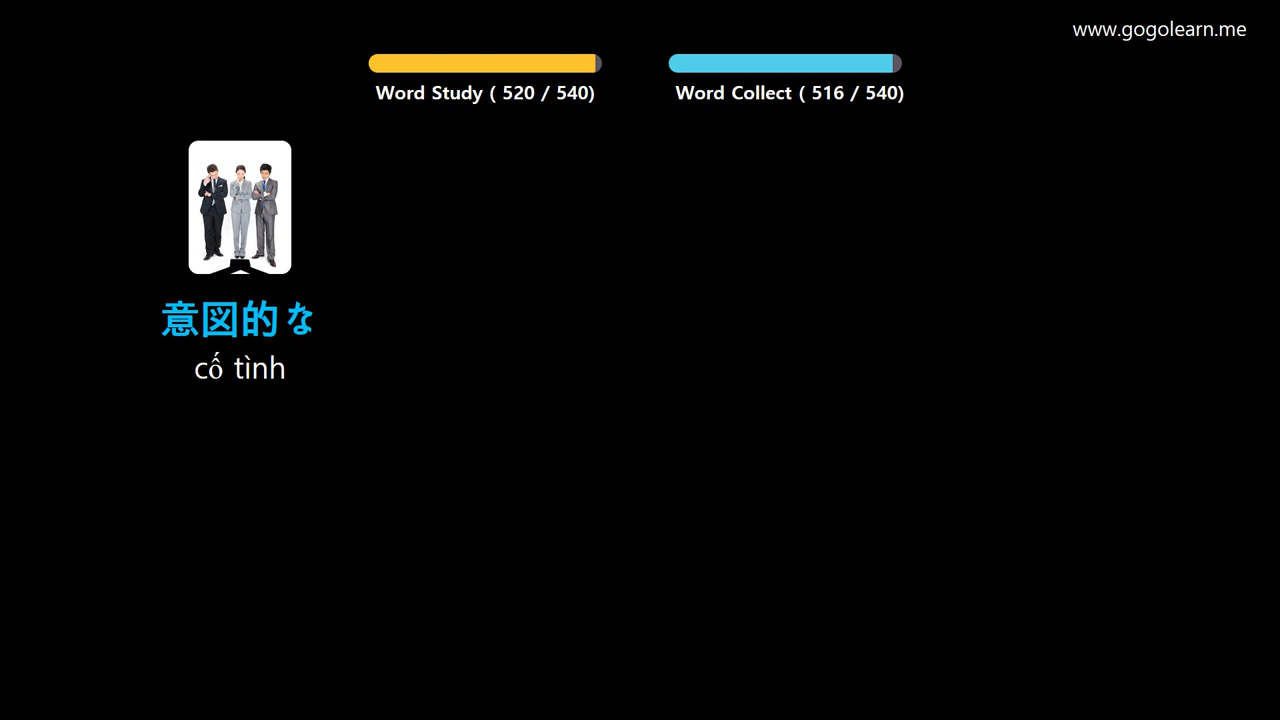 www.gogolearn.me
Word Study ( 520 / 540)
Word Collect ( 516 / 540)
意図的な
cố tình